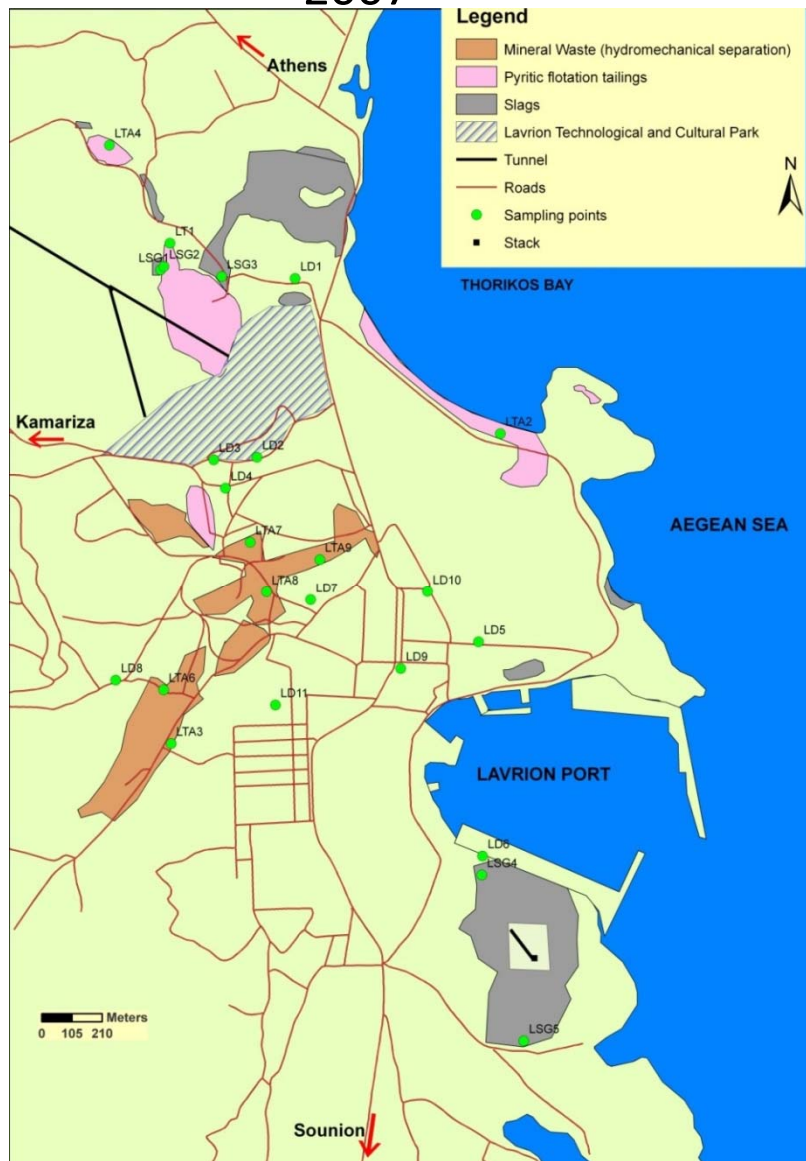 Legend
Mineral Waste (hydromechanical separation)
Pyritic flotation tailings
Slags
Lavrion Technological and Cultural Park
Tunnel
Roads
Sampling points
Stack
N
Athens
LTA4
LT1
LSG1
LSG2
LSG3
LD1
THORIKOS BAY
Kamariza
LTA2
LD3
LD2
LD4
AEGEAN SEA
LTA7
LTA9
LTA8
LD7
LD10
LD5
LD9
LD8
LTA6
LD11
LTA3
LAVRION PORT
LD6
LSG4
Meters
0 105 210
LSG5
Sounion